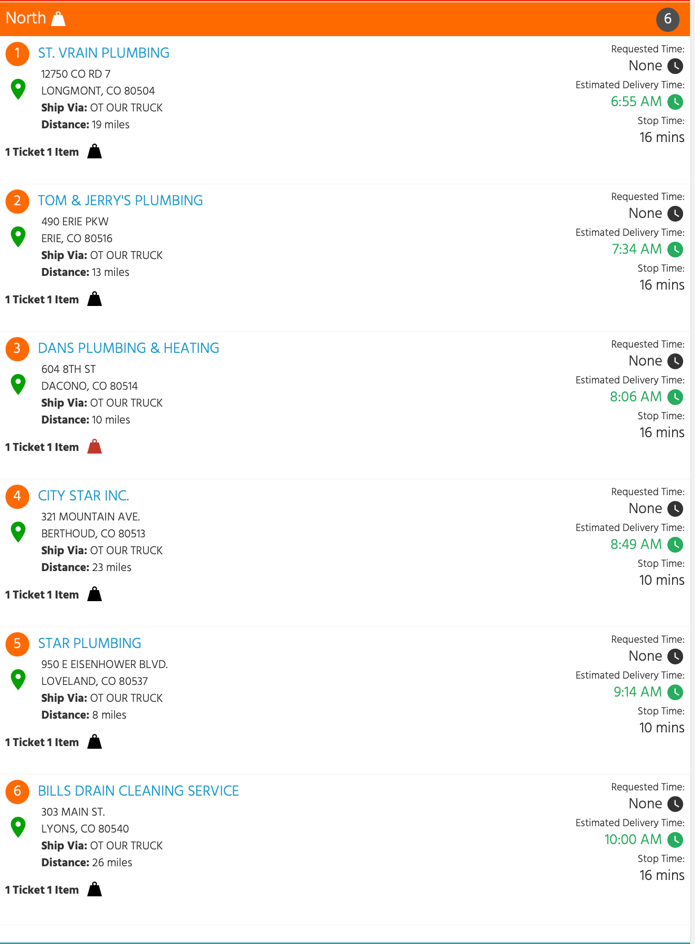 North
6
1
ST. VRAIN PLUMBING
12750 CO RD 7
LONGMONT, CO 80504
Ship Via: OT OUR TRUCK
Distance: 19 miles
1 Ticket 1 Item
Requested Time:
None
Estimated Delivery Time:
6:55 AM
Stop Time:
16 mins
2
TOM & JERRY'S PLUMBING
490 ERIE PKW
ERIE, CO 80516
Ship Via: OT OUR TRUCK
Distance: 13 miles
1 Ticket 1 Item
Requested Time:
None
Estimated Delivery Time:
7:34 AM
Stop Time:
16 mins
3
DANS PLUMBING & HEATING
604 8TH ST
DACONO, CO 80514
Ship Via: OT OUR TRUCK
Distance: 10 miles
1 Ticket 1 Item
Requested Time:
None
Estimated Delivery Time:
8:06 AM
Stop Time:
16 mins
4
CITY STAR INC.
321 MOUNTAIN AVE.
BERTHOUD, CO 80513
Ship Via: OT OUR TRUCK
Distance: 23 miles
1 Ticket 1 Item
Requested Time:
None
Estimated Delivery Time:
8:49 AM
Stop Time:
10 mins
5
STAR PLUMBING
950 E EISENHOWER BLVD.
LOVELAND, CO 80537
Ship Via: OT OUR TRUCK
Distance: 8 miles
1 Ticket 1 Item
Requested Time:
None
Estimated Delivery Time:
9:14 AM
Stop Time:
10 mins
6
BILLS DRAIN CLEANING SERVICE
303 MAIN ST.
LYONS, CO 80540
Ship Via: OT OUR TRUCK
Distance: 26 miles
1 Ticket 1 Item
Requested Time:
None
Estimated Delivery Time:
10:00 AM
Stop Time:
16 mins